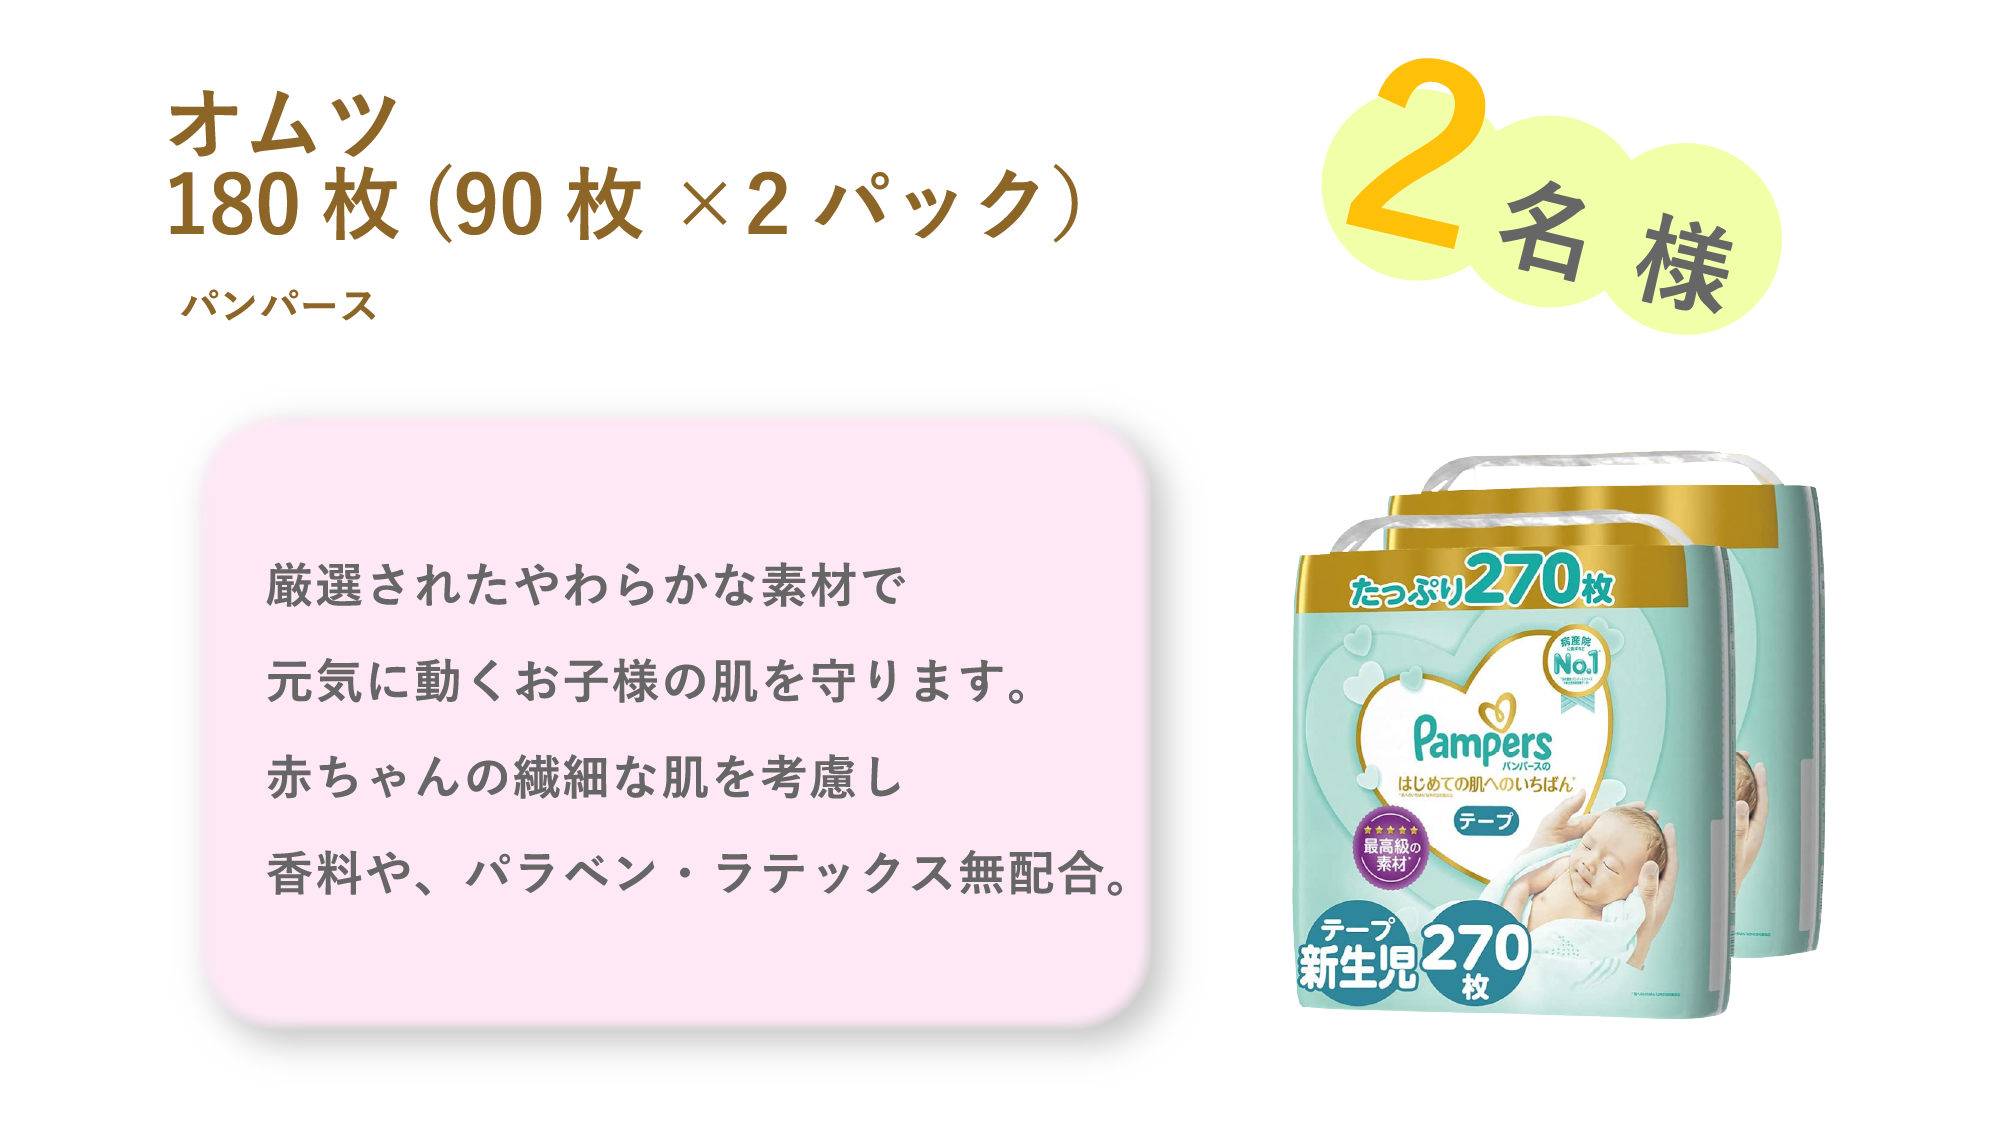 オムツ
180 枚 (90 枚 ×2 パック)
パンパース
2名様
厳選されたやわらかな素材で
元気に動くお子様の肌を守ります。
赤ちゃんの繊細な肌を考慮し
香料や、パラベン・ラテックス無配合。
たっぷり270枚
病産院
No.1
Pampers
パンパースの
はじめての肌へのいちばん
テープ
最高級の
素材
テープ
新生児
270
枚